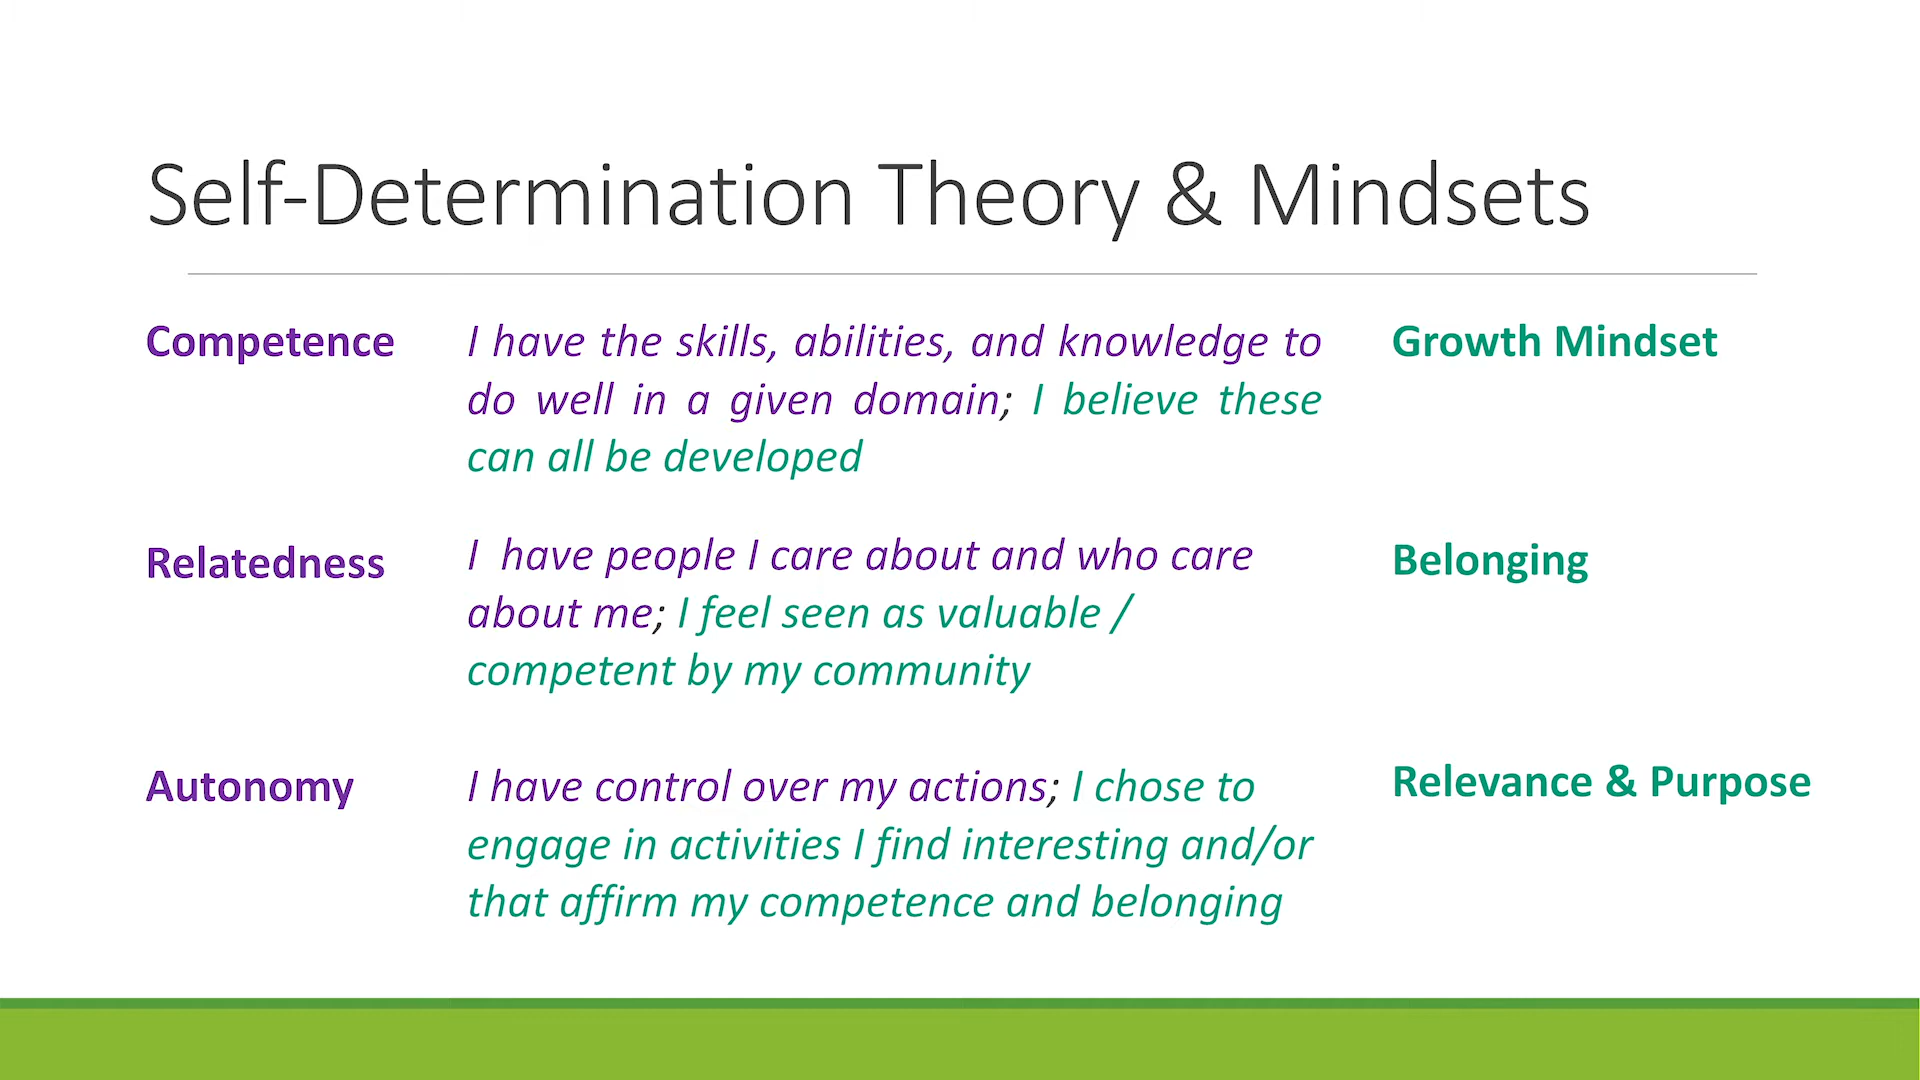 Self-Determination Theory & Mindsets
Competence
I have the skills, abilities, and knowledge to
do well in a given domain; I believe these
can all be developed
Growth Mindset
Relatedness
I have people I care about and who care
about me; I feel seen as valuable /
competent by my community
Belonging
Autonomy
I have control over my actions; I chose to
engage in activities I find interesting and/or
that affirm my competence and belonging
Relevance & Purpose